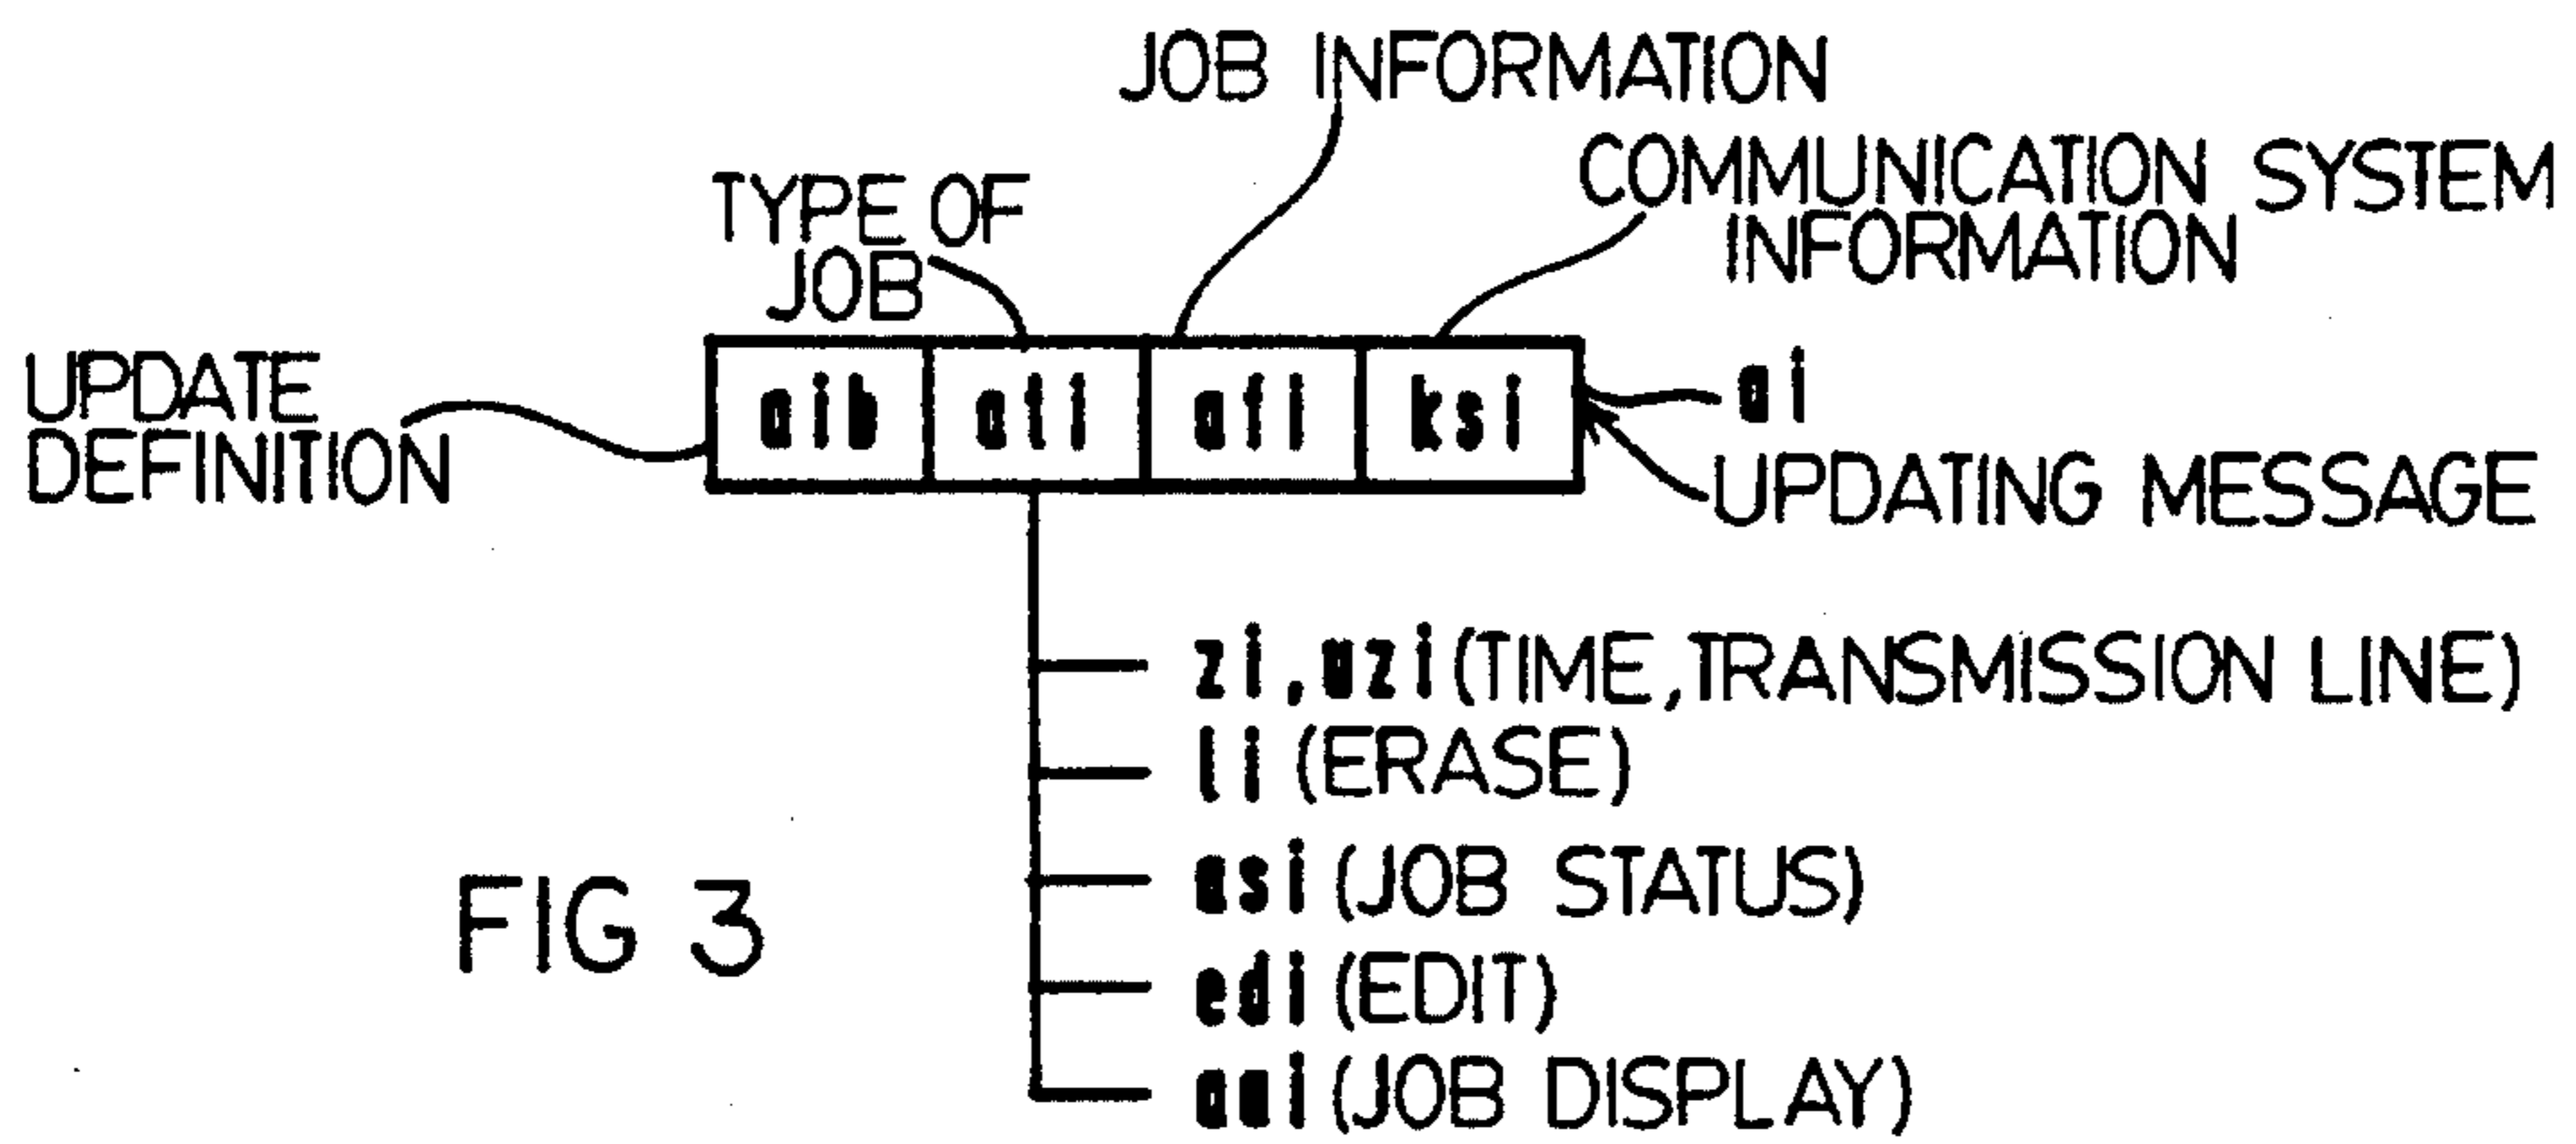 JOB INFORMATION
COMMUNICATION SYSTEM
INFORMATION
TYPE OF
JOB
UPDATE
DEFINITION
aib ati afi ksi
ai
UPDATING MESSAGE
zi, uzi (TIME, TRANSMISSION LINE)
li (ERASE)
asi (JOB STATUS)
edi (EDIT)
(JOB DISPLAY)
FIG 3